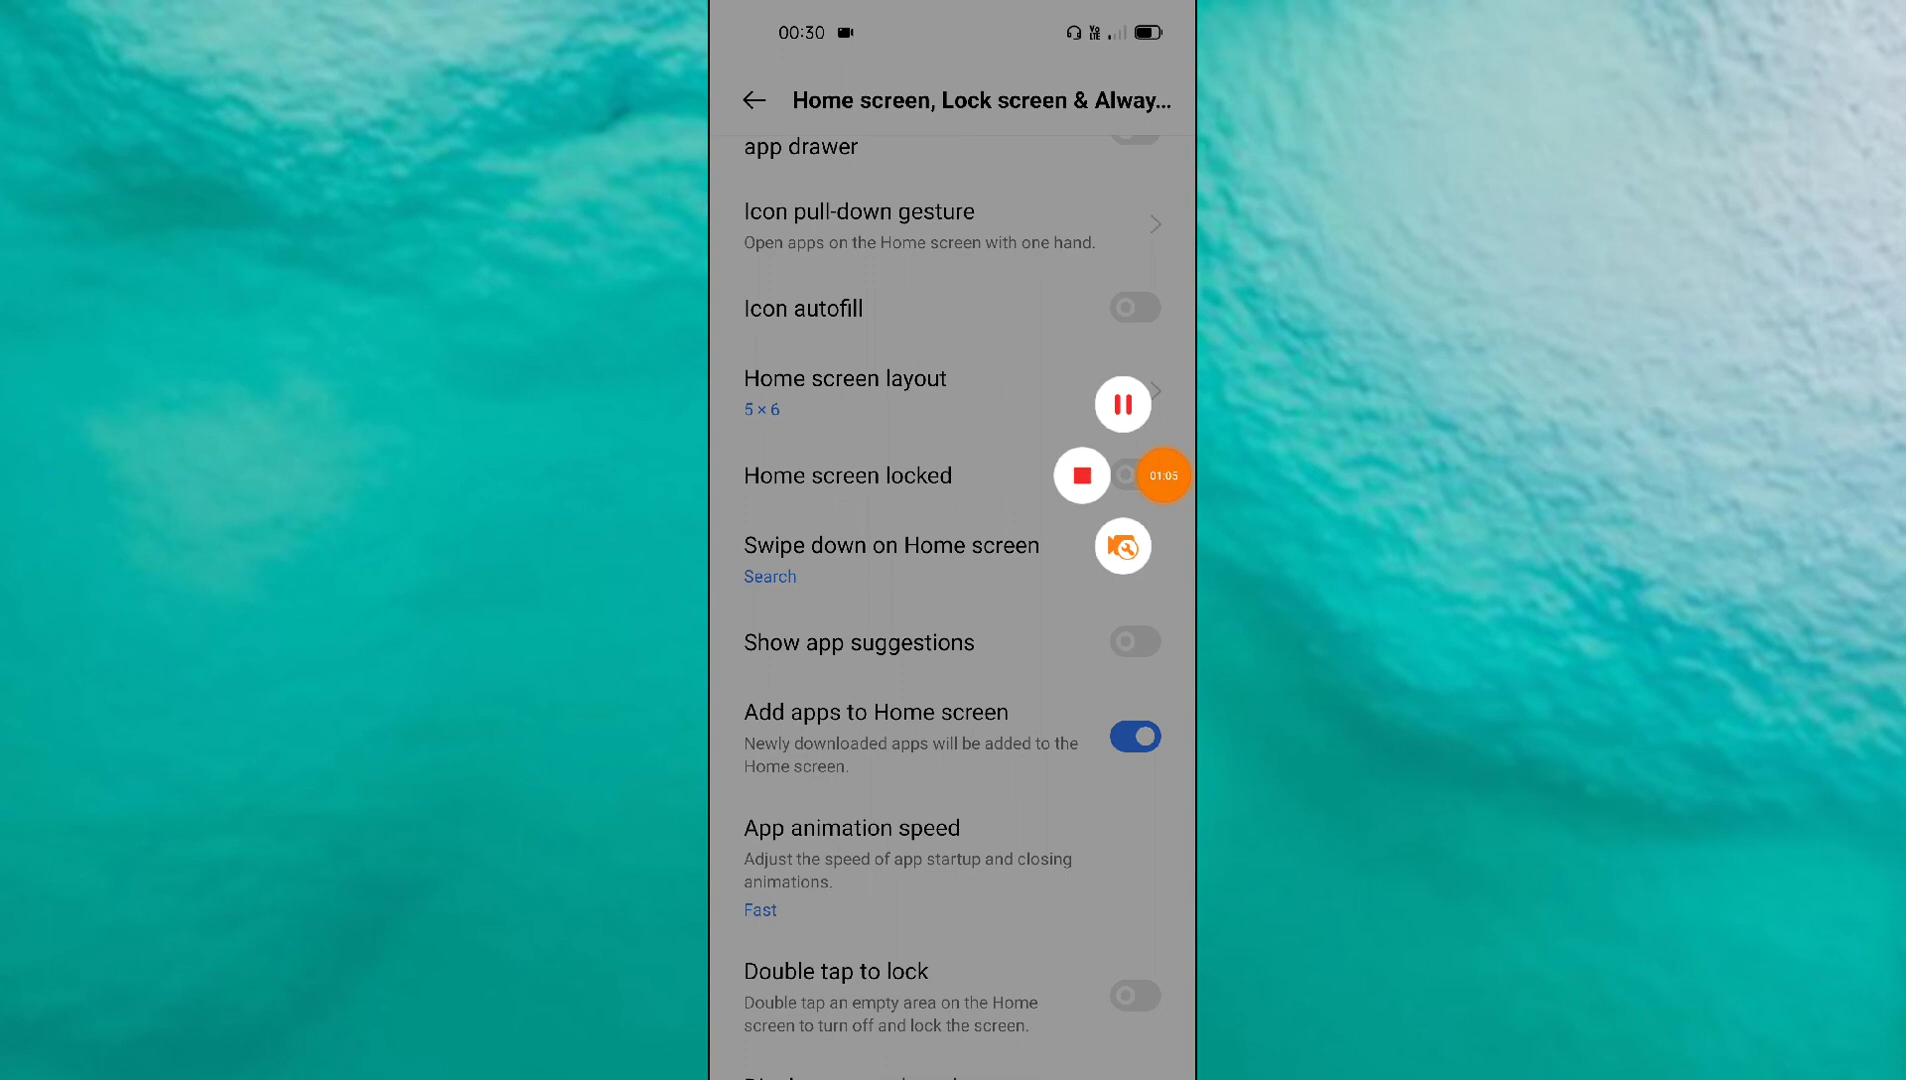 00:30
VO
LTE
Home screen, Lock screen & Alway...
app drawer
Icon pull-down gesture
Open apps on the Home screen with one hand.
Icon autofill
Home screen layout
5 × 6
Home screen locked
01:05
Swipe down on Home screen
Search
Show app suggestions
Add apps to Home screen
Newly downloaded apps will be added to the
Home screen.
App animation speed
Adjust the speed of app startup and closing
animations.
Fast
Double tap to lock
Double tap an empty area on the Home
screen to turn off and lock the screen.